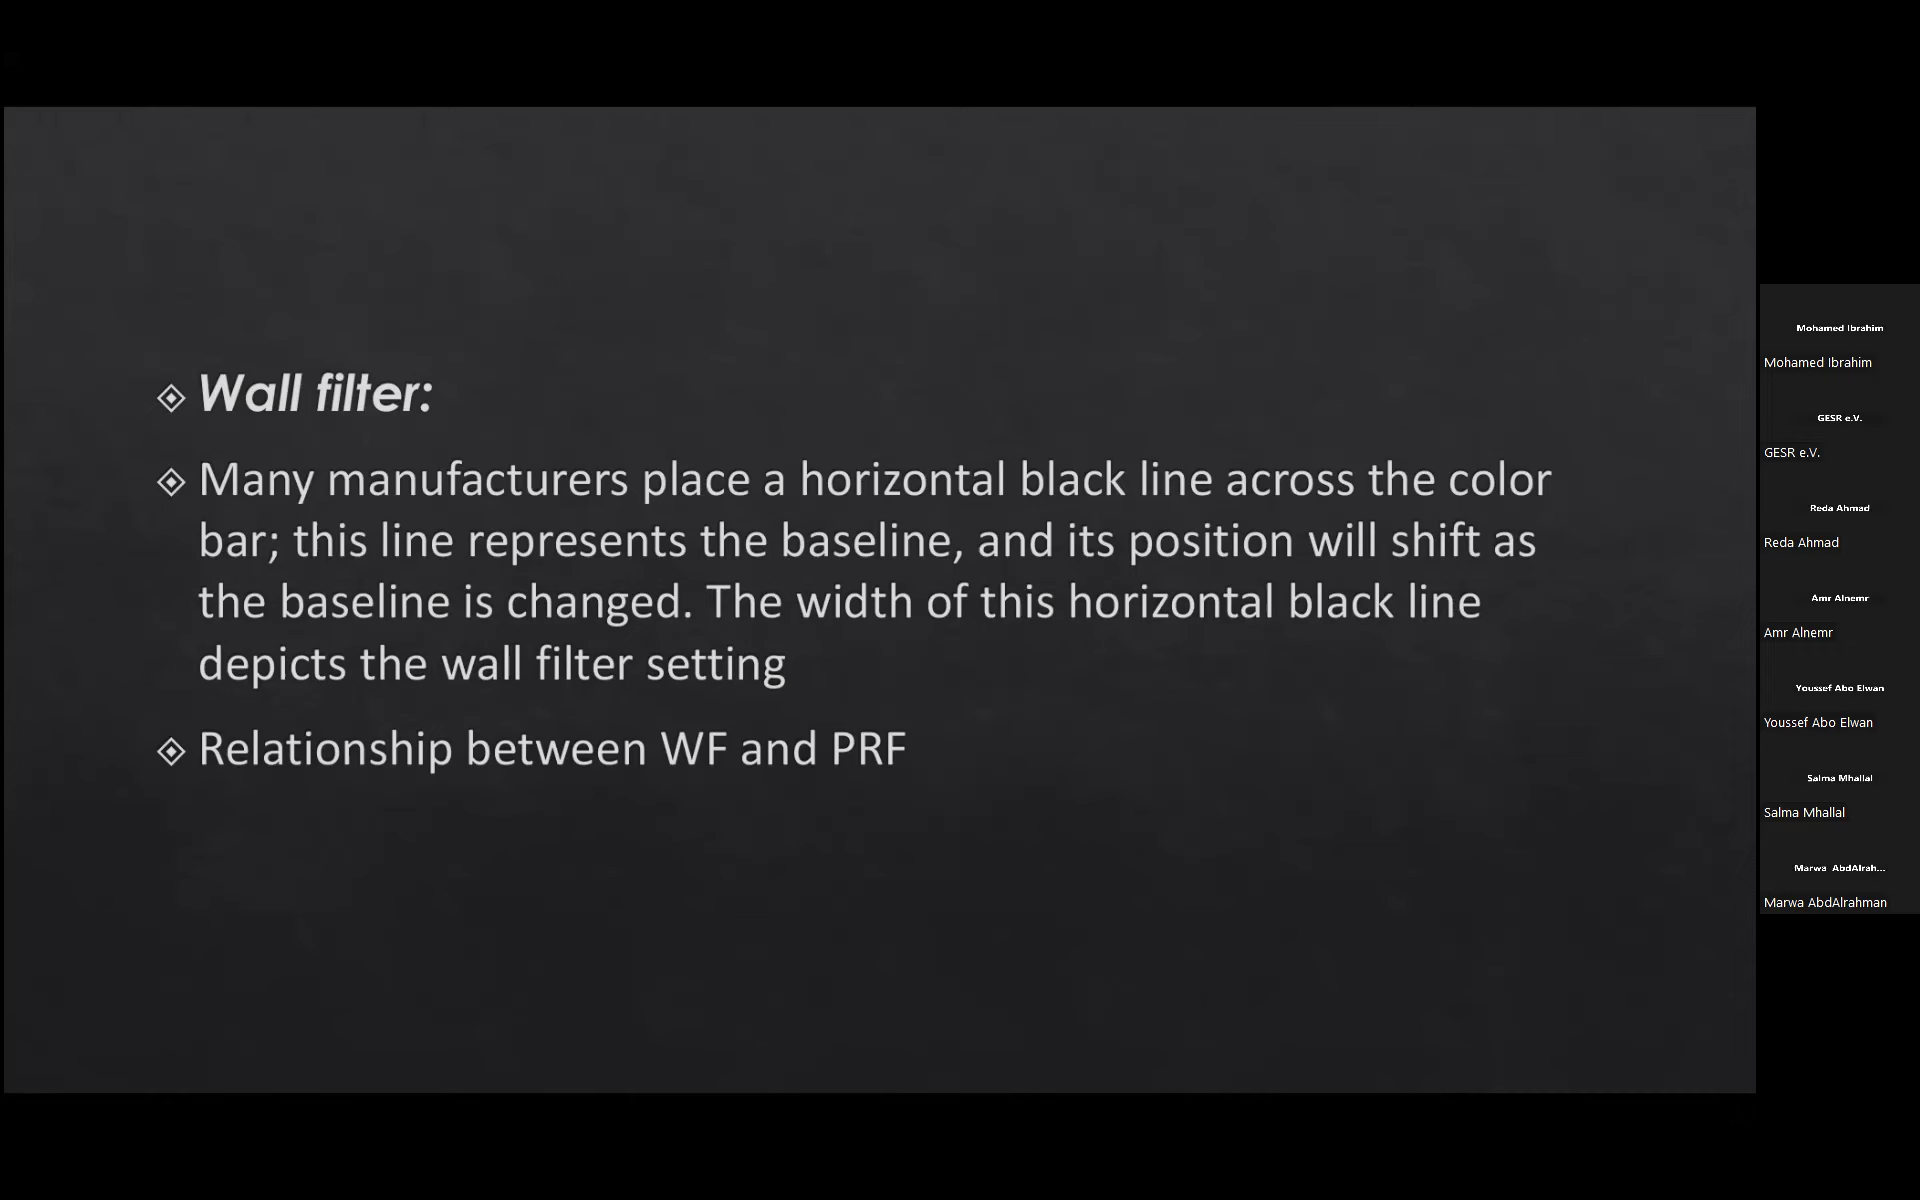 Wall filter:
Many manufacturers place a horizontal black line across the color
bar; this line represents the baseline, and its position will shift as
the baseline is changed. The width of this horizontal black line
depicts the wall filter setting
Relationship between WF and PRF
Mohamed Ibrahim
Mohamed Ibrahim
GESR e.V.
GESR e.V.
Reda Ahmad
Reda Ahmad
Amr Alnemr
Amr Alnemr
Youssef Abo Elwan
Youssef Abo Elwan
Salma Mhallal
Salma Mhallal
Marwa AbdAlrah...
Marwa AbdAlrahman